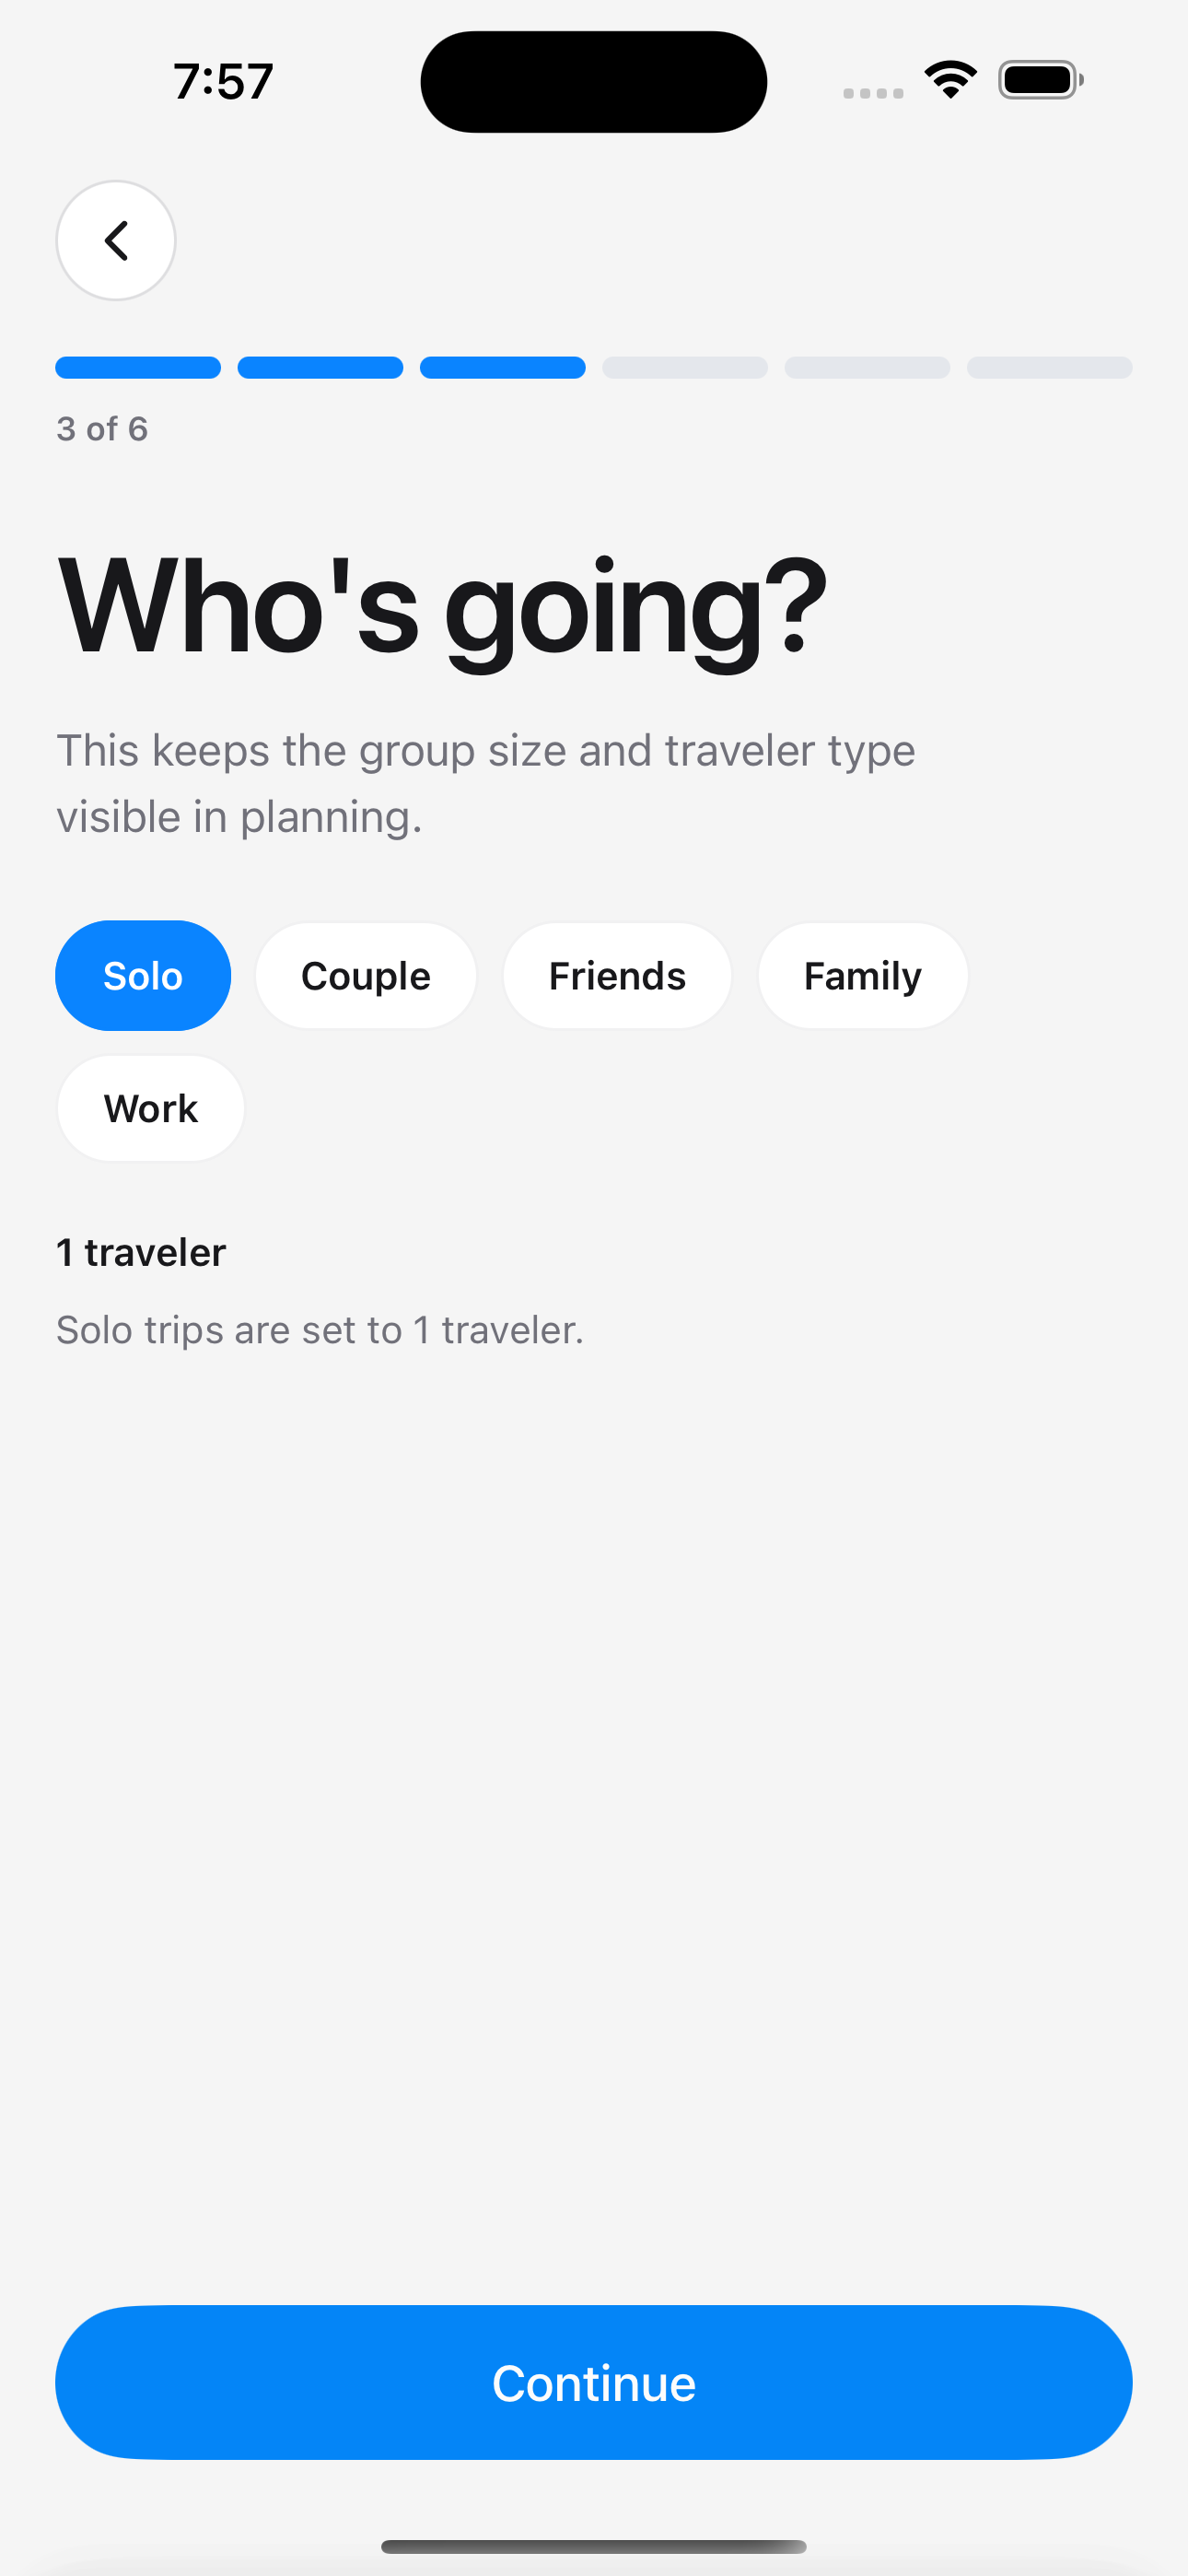 7:57
3 of 6
Who's going?
This keeps the group size and traveler type
visible in planning.
Solo Couple Friends Family
Work
1 traveler
Solo trips are set to 1 traveler.
Continue